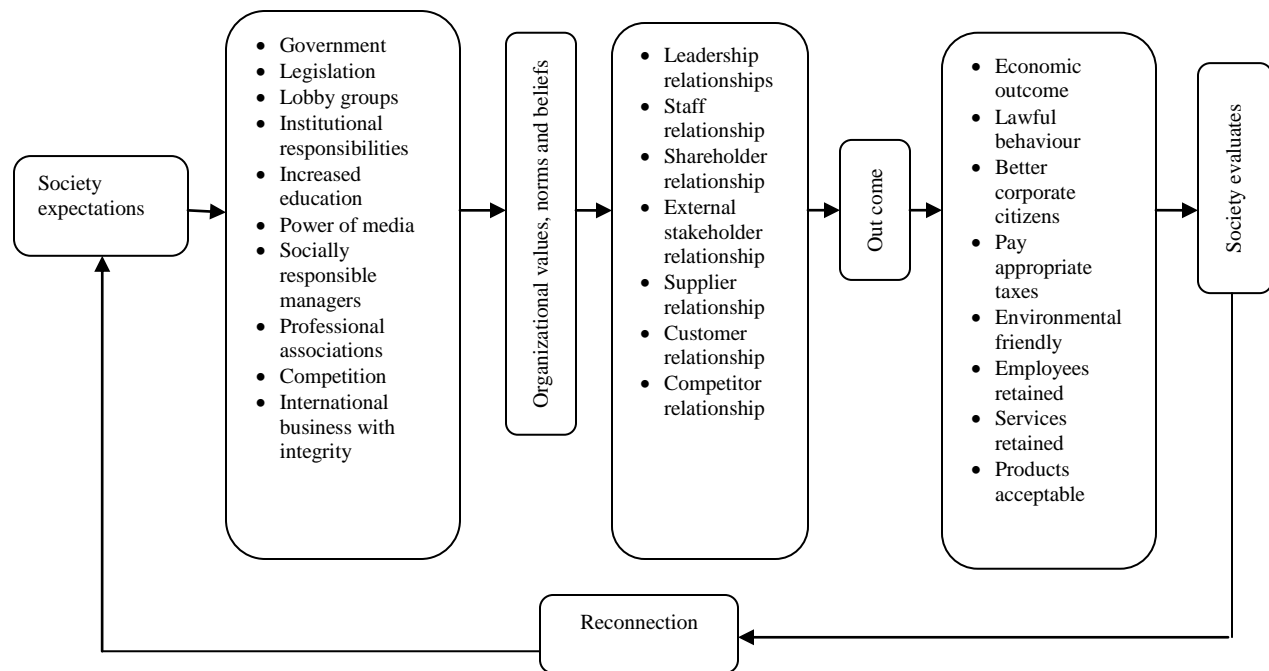 Society
expectations
• Government
• Legislation
• Lobby groups
• Institutional
responsibilities
• Increased
education
• Power of media
• Socially
responsible
managers
• Professional
associations
• Competition
• International
business with
integrity
Organizational values, norms and beliefs
• Leadership
relationships
• Staff
relationship
• Shareholder
relationship
• External
stakeholder
relationship
• Supplier
relationship
• Customer
relationship
• Competitor
relationship
Out come
• Economic
outcome
• Lawful
behaviour
• Better
corporate
citizens
• Pay
appropriate
taxes
• Environmental
friendly
• Employees
retained
• Services
retained
• Products
acceptable
Society evaluates
Reconnection